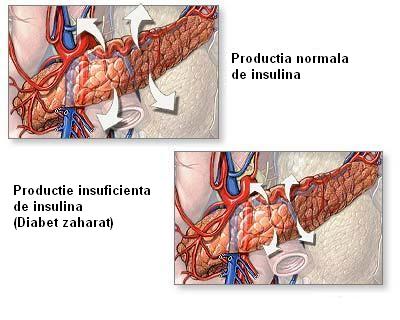 Productia normala
de insulina
Productie insuficienta
de insulina
(Diabet zaharat)